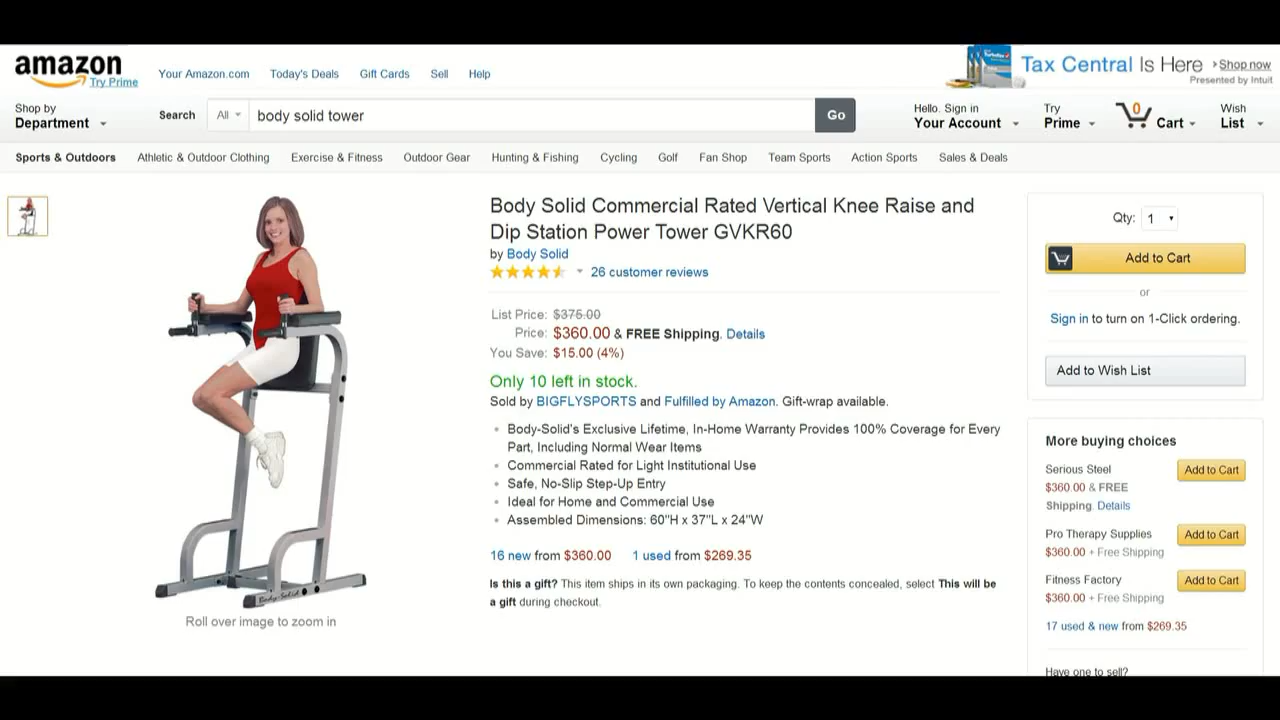 amazon
Try Prime
Your Amazon.com Today's Deals Gift Cards Sell Help
Tax Central Is Here > Shop now
Presented by Intuit
Shop by
Department
Search All body solid tower Go
Hello. Sign in
Your Account
Try
Prime
0
Cart
Wish
List
Sports & Outdoors Athletic & Outdoor Clothing Exercise & Fitness Outdoor Gear Hunting & Fishing Cycling Golf Fan Shop Team Sports Action Sports Sales & Deals
Body Solid Commercial Rated Vertical Knee Raise and
Dip Station Power Tower GVKR60
by Body Solid
26 customer reviews
List Price: $375.00
Price: $360.00 & FREE Shipping. Details
You Save: $15.00 (4%)
Only 10 left in stock.
Sold by BIGFLYSPORTS and Fulfilled by Amazon. Gift-wrap available.
• Body-Solid's Exclusive Lifetime, In-Home Warranty Provides 100% Coverage for Every
Part, Including Normal Wear Items
• Commercial Rated for Light Institutional Use
• Safe, No-Slip Step-Up Entry
• Ideal for Home and Commercial Use
• Assembled Dimensions: 60"H x 37"L x 24"W
16 new from $360.00 1 used from $269.35
Is this a gift? This item ships in its own packaging. To keep the contents concealed, select This will be
a gift during checkout.
Body-Solid
Roll over image to zoom in
Qty: 1
Add to Cart
or
Sign in to turn on 1-Click ordering.
Add to Wish List
More buying choices
Serious Steel
$360.00 & FREE
Shipping. Details
Add to Cart
Pro Therapy Supplies
$360.00 + Free Shipping
Add to Cart
Fitness Factory
$360.00 + Free Shipping
Add to Cart
17 used & new from $269.35
Have one to sell?